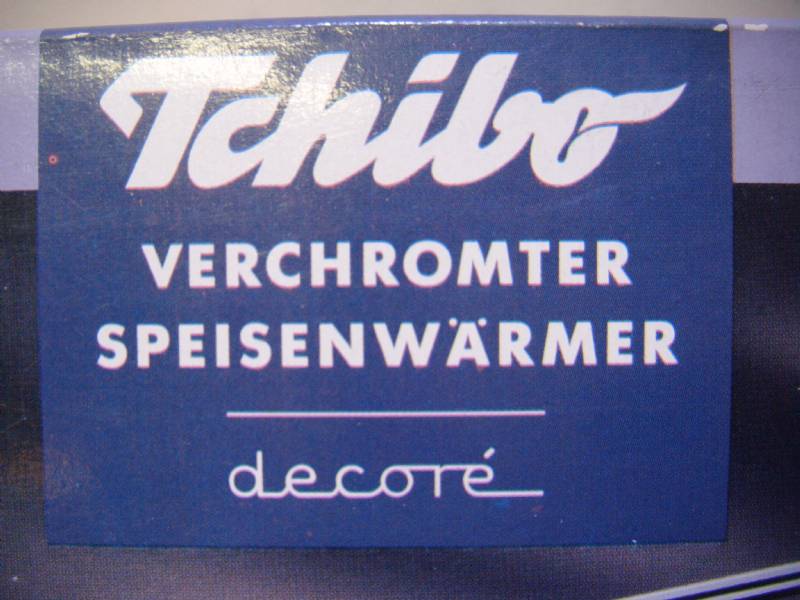 Tchibo
VERCHROMTER
SPEISENWÄRMER
decoré